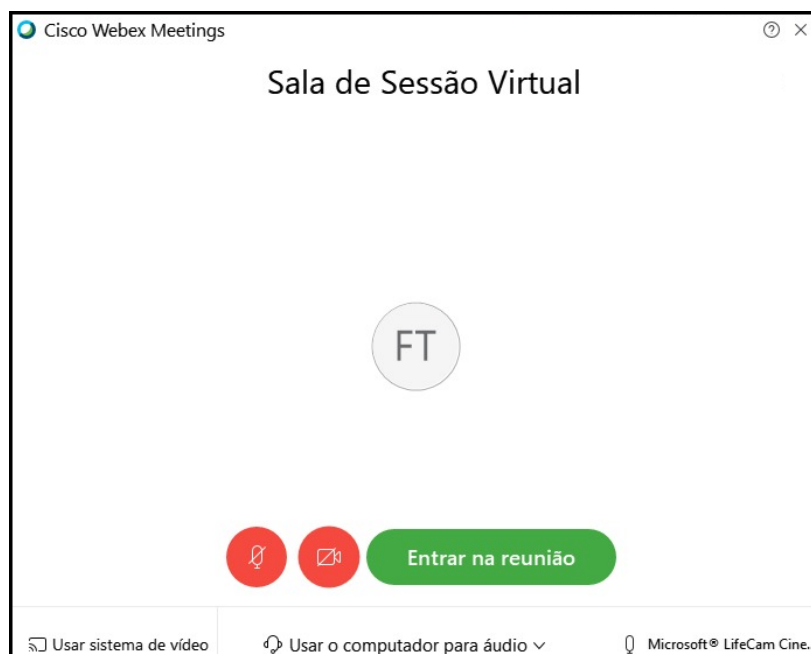 Cisco Webex Meetings
Sala de Sessão Virtual
FT
Entrar na reunião
Usar sistema de vídeo
Usar o computador para áudio
Microsoft® LifeCam Cine.